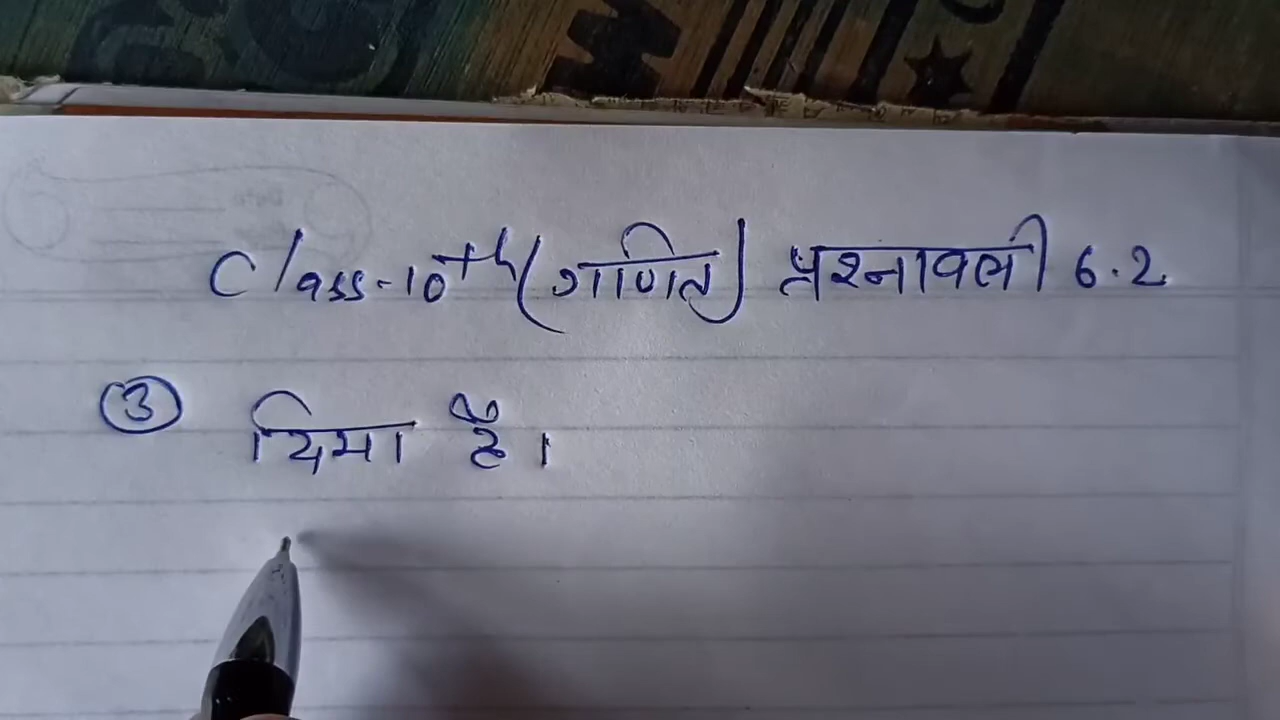 Class-10th (गणित) प्रश्नावली 6.2
③ दिया है।